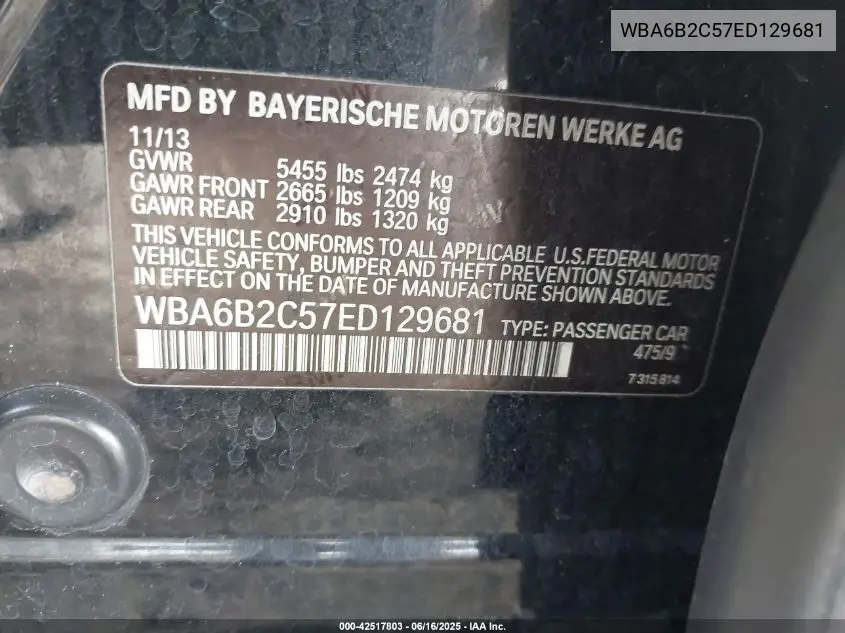 WBA6B2C57ED129681
MFD BY BAYERISCHE MOTOREN WERKE AG
11/13
GVWR 5455 lbs 2474 kg
GAWR FRONT 2665 lbs 1209 kg
GAWR REAR 2910 lbs 1320 kg
THIS VEHICLE CONFORMS TO ALL APPLICABLE U.S.FEDERAL MOTOR
VEHICLE SAFETY, BUMPER AND THEFT PREVENTION STANDARDS
IN EFFECT ON THE DATE OF MANUFACTURE SHOWN ABOVE.
WBA6B2C57ED129681 TYPE: PASSENGER CAR
475/9
7 315 814
000-42517803 - 06/16/2025 - IAA Inc.